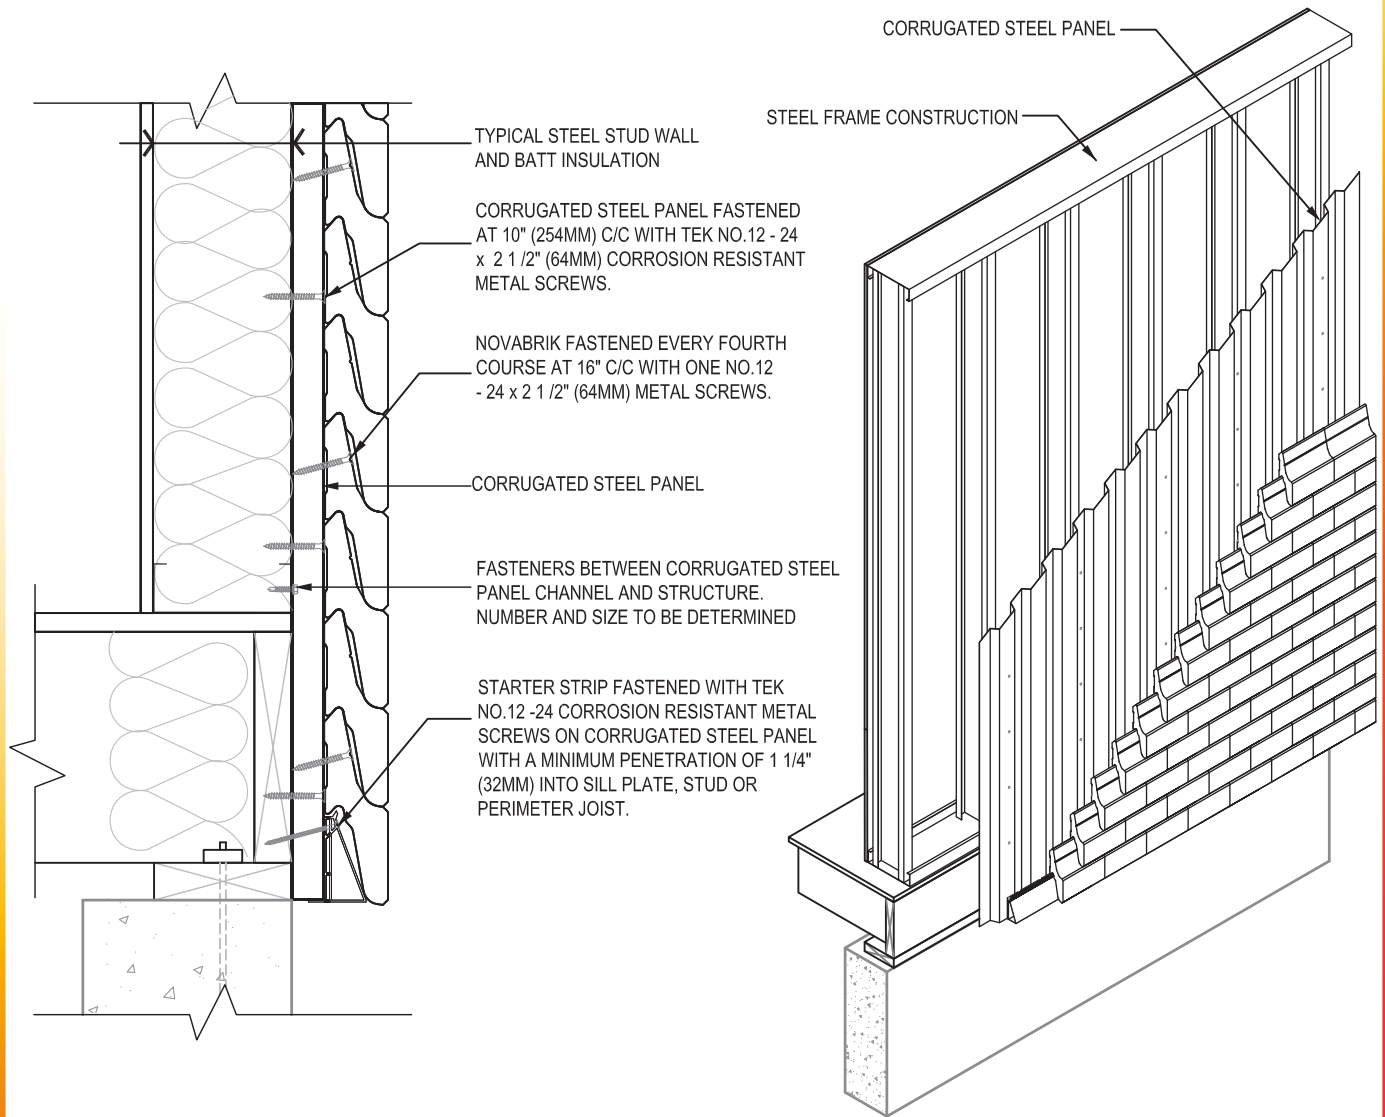 TYPICAL STEEL STUD WALL
AND BATT INSULATION
CORRUGATED STEEL PANEL FASTENED
AT 10" (254MM) C/C WITH TEK NO.12 - 24
x 2 1 /2" (64MM) CORROSION RESISTANT
METAL SCREWS.
NOVABRIK FASTENED EVERY FOURTH
COURSE AT 16" C/C WITH ONE NO.12
- 24 x 2 1 /2" (64MM) METAL SCREWS.
CORRUGATED STEEL PANEL
FASTENERS BETWEEN CORRUGATED STEEL
PANEL CHANNEL AND STRUCTURE.
NUMBER AND SIZE TO BE DETERMINED
STARTER STRIP FASTENED WITH TEK
NO.12 -24 CORROSION RESISTANT METAL
SCREWS ON CORRUGATED STEEL PANEL
WITH A MINIMUM PENETRATION OF 1 1/4"
(32MM) INTO SILL PLATE, STUD OR
PERIMETER JOIST.
CORRUGATED STEEL PANEL
STEEL FRAME CONSTRUCTION